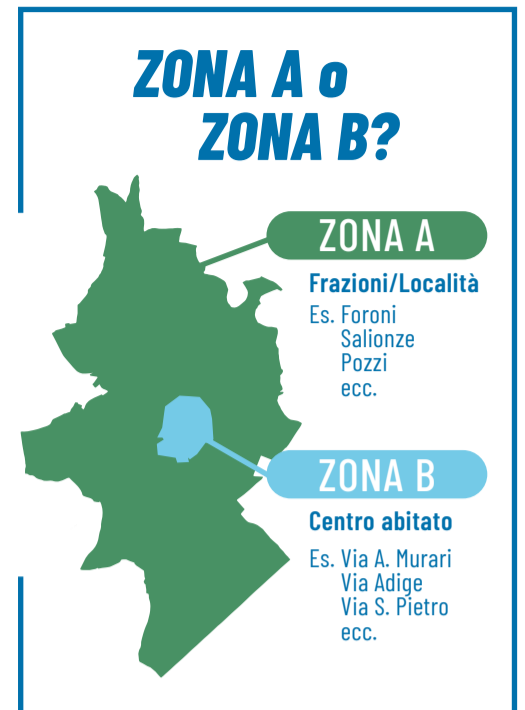 ZONA A o
ZONA B?
ZONA A
Frazioni/Località
Es. Foroni
Salionze
Pozzi
ecc.
ZONA B
Centro abitato
Es. Via A. Murari
Via Adige
Via S. Pietro
ecc.